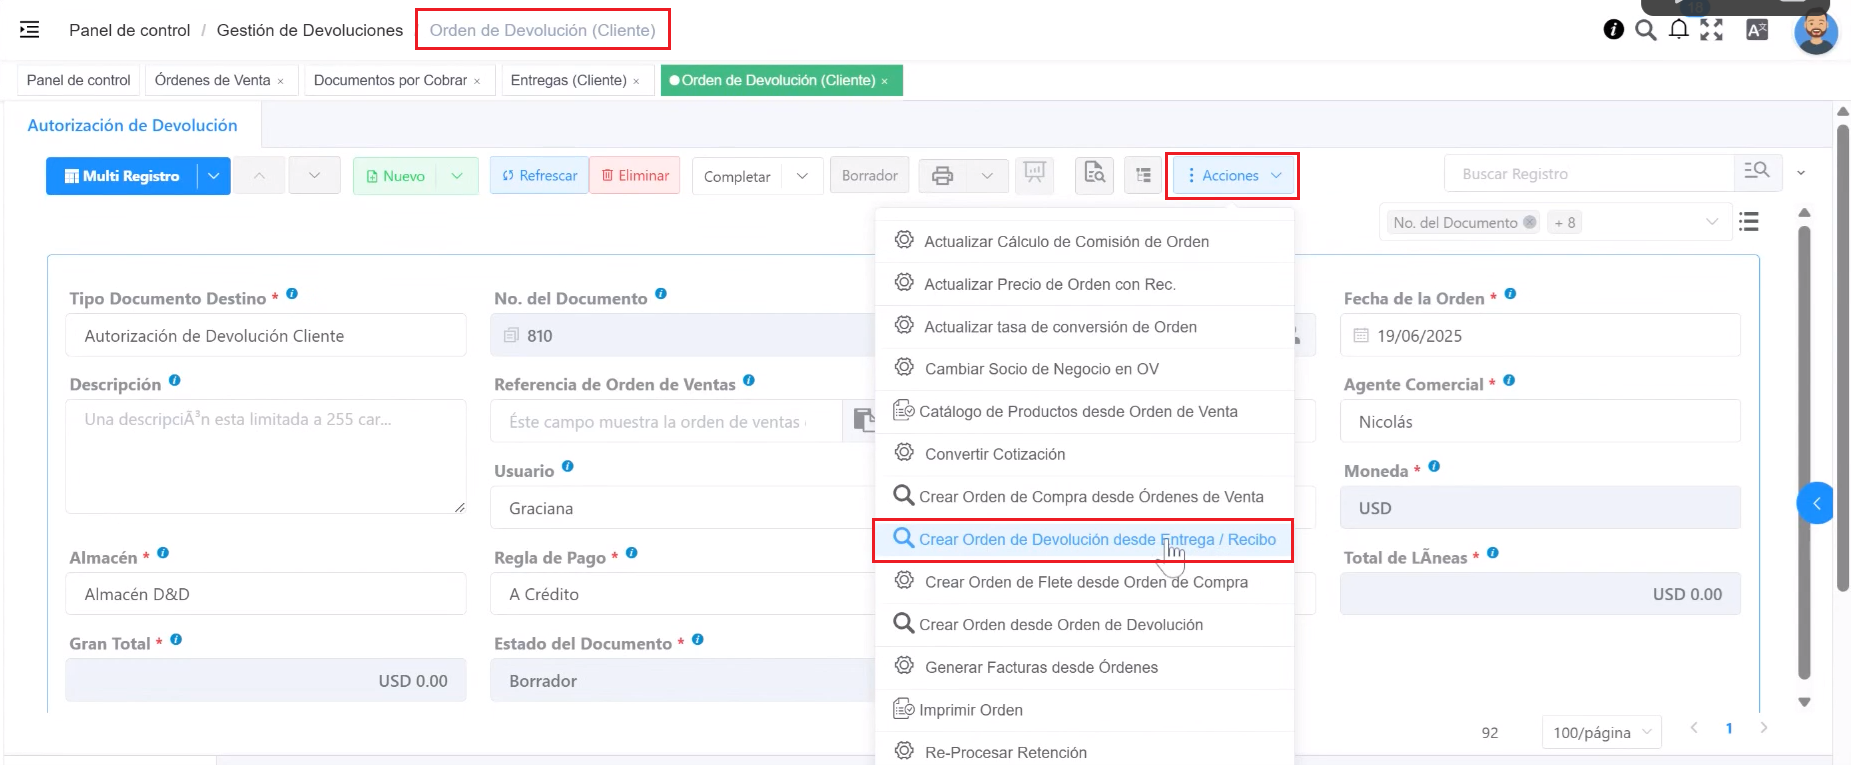 Panel de control / Gestión de Devoluciones Orden de Devolución (Cliente)
18
Panel de control Órdenes de Venta × Documentos por Cobrar × Entregas (Cliente) × Orden de Devolución (Cliente) ×
Autorización de Devolución
Multi Registro Nuevo Refrescar Eliminar Completar Borrador Acciones Buscar Registro
No. del Documento + 8
Actualizar Cálculo de Comisión de Orden
Actualizar Precio de Orden con Rec.
Actualizar tasa de conversión de Orden
Cambiar Socio de Negocio en OV
Catálogo de Productos desde Orden de Venta
Convertir Cotización
Crear Orden de Compra desde Órdenes de Venta
Crear Orden de Devolución desde Entrega / Recibo
Crear Orden de Flete desde Orden de Compra
Crear Orden desde Orden de Devolución
Generar Facturas desde Órdenes
Imprimir Orden
Re-Procesar Retención
Tipo Documento Destino * No. del Documento Fecha de la Orden *
Autorización de Devolución Cliente 810 19/06/2025
Descripción Referencia de Orden de Ventas Agente Comercial *
Una descripciÃ³n esta limitada a 255 car... Éste campo muestra la orden de ventas Nicolás
Usuario Moneda *
Graciana USD
Almacén * Regla de Pago * Total de LÃneas *
Almacén D&D A Crédito USD 0.00
Gran Total * Estado del Documento *
USD 0.00 Borrador
92 100/página 1